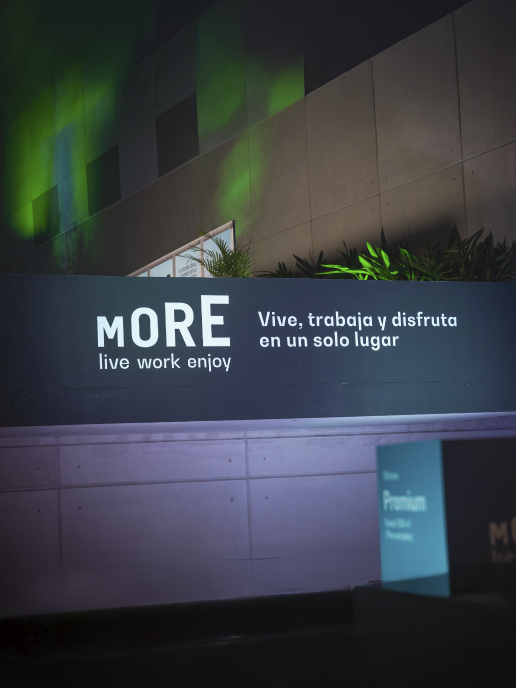 MORE
live work enjoy
Vive, trabaja y disfruta
en un solo lugar
Premium